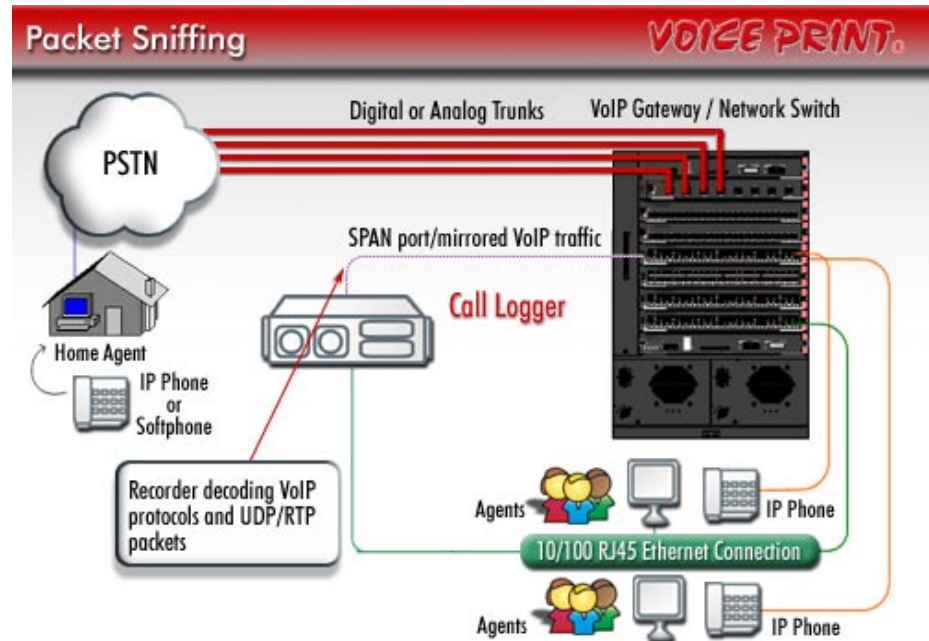 Packet Sniffing
VOICE PRINT®
Digital or Analog Trunks
VoIP Gateway / Network Switch
PSTN
SPAN port/mirrored VoIP traffic
Call Logger
Home Agent
IP Phone
or
Softphone
Recorder decoding VoIP
protocols and UDP/RTP
packets
Agents
IP Phone
10/100 RJ45 Ethernet Connection
Agents
IP Phone